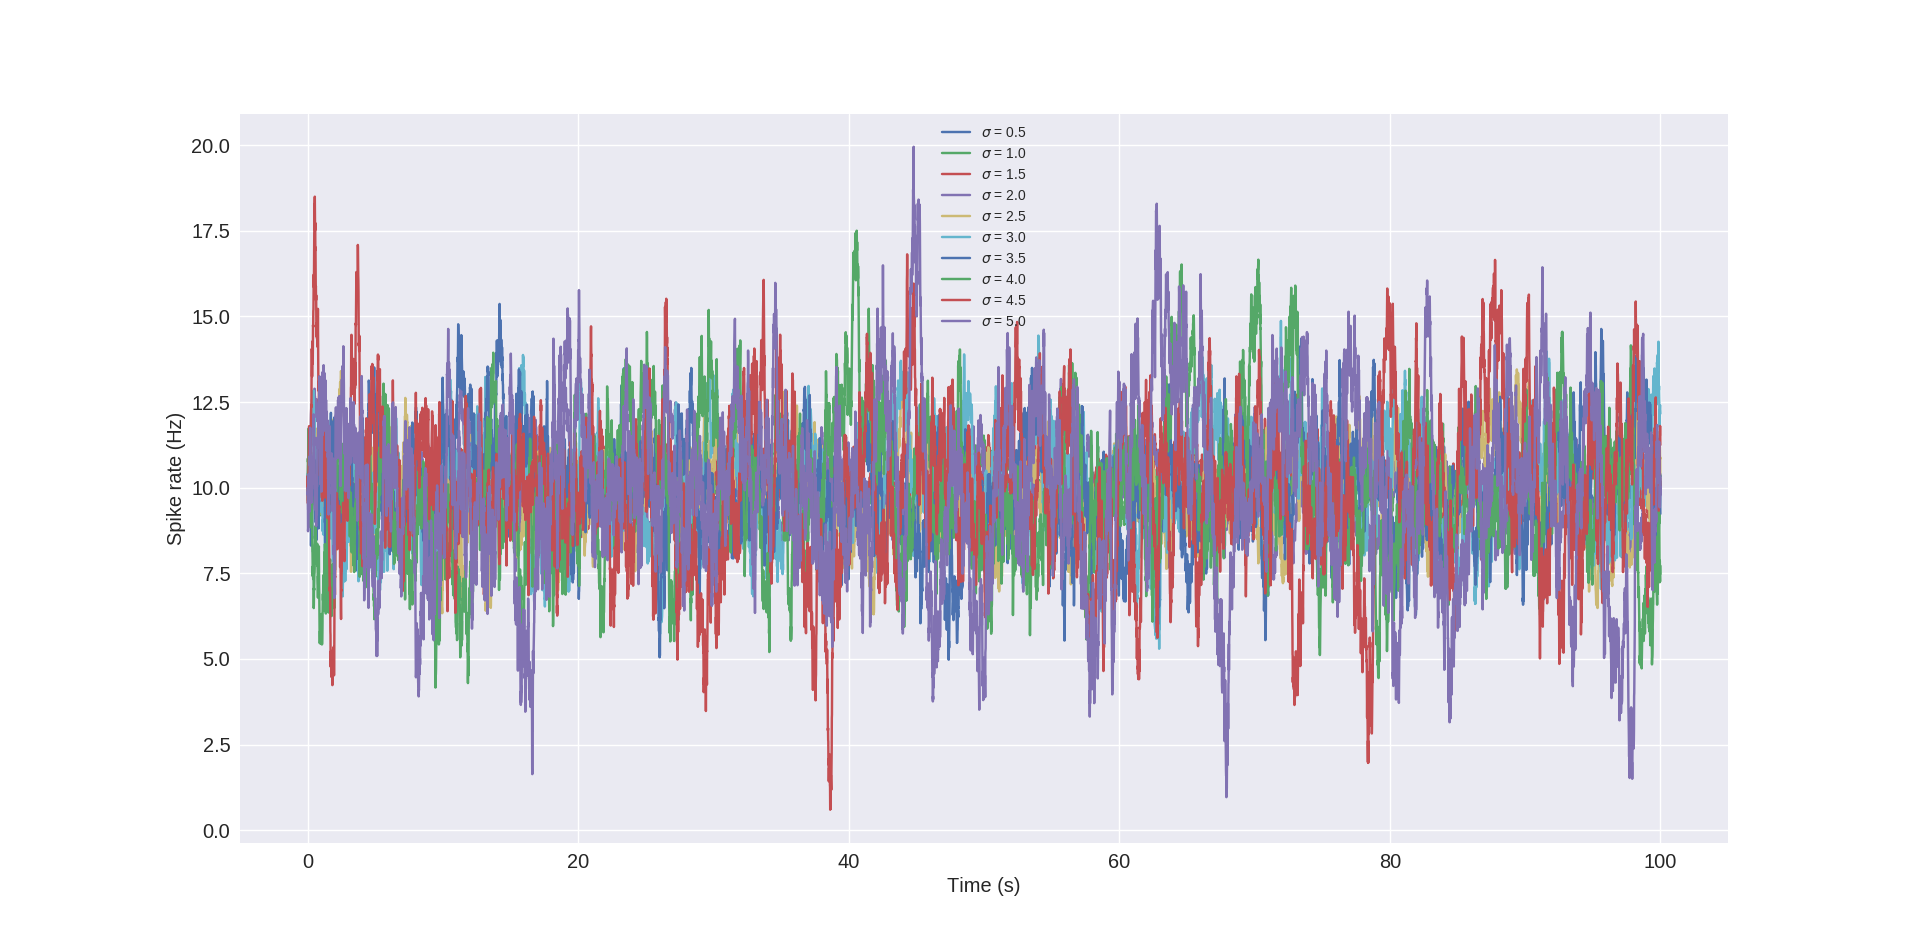 σ = 0.5
σ = 1.0
σ = 1.5
σ = 2.0
σ = 2.5
σ = 3.0
σ = 3.5
σ = 4.0
σ = 4.5
σ = 5.0
20.0
17.5
15.0
12.5
10.0
7.5
5.0
2.5
0.0
Spike rate (Hz)
0 20 40 60 80 100
Time (s)